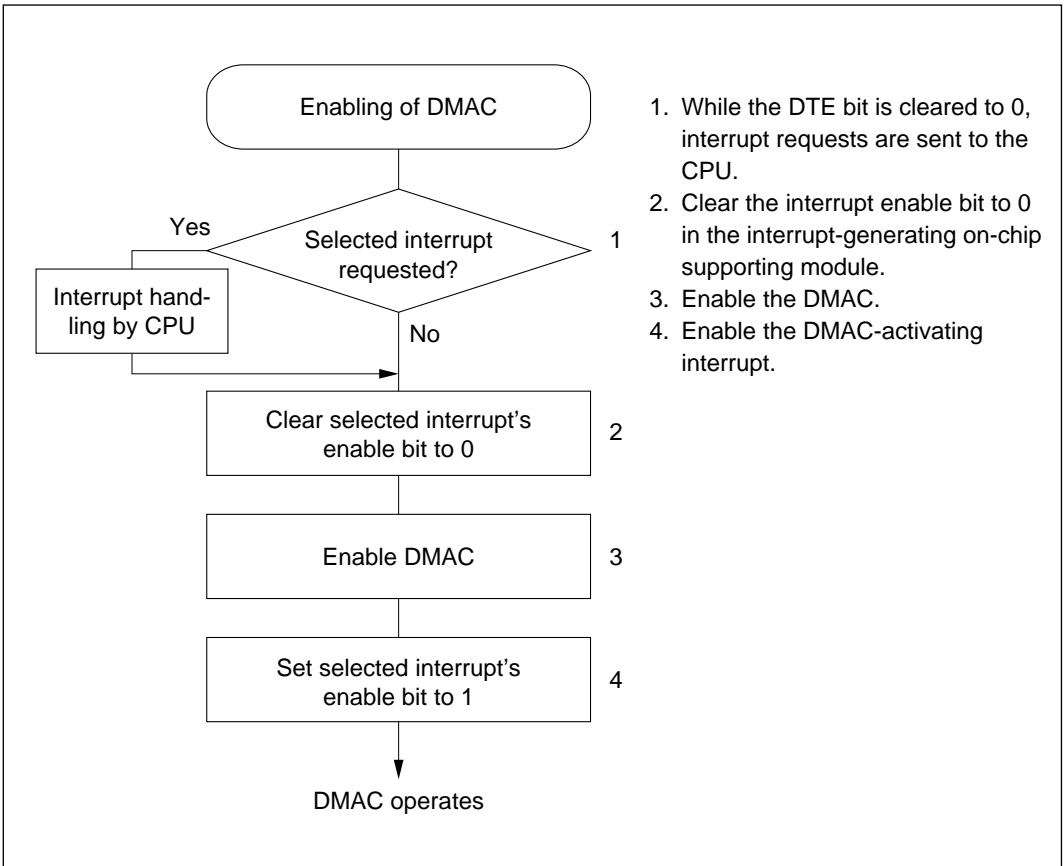 Enabling of DMAC
Selected interrupt
requested?
1
Yes
Interrupt hand-
ling by CPU
No
Clear selected interrupt's
enable bit to 0
2
Enable DMAC
3
Set selected interrupt's
enable bit to 1
4
DMAC operates
1. While the DTE bit is cleared to 0,
interrupt requests are sent to the
CPU.
2. Clear the interrupt enable bit to 0
in the interrupt-generating on-chip
supporting module.
3. Enable the DMAC.
4. Enable the DMAC-activating
interrupt.